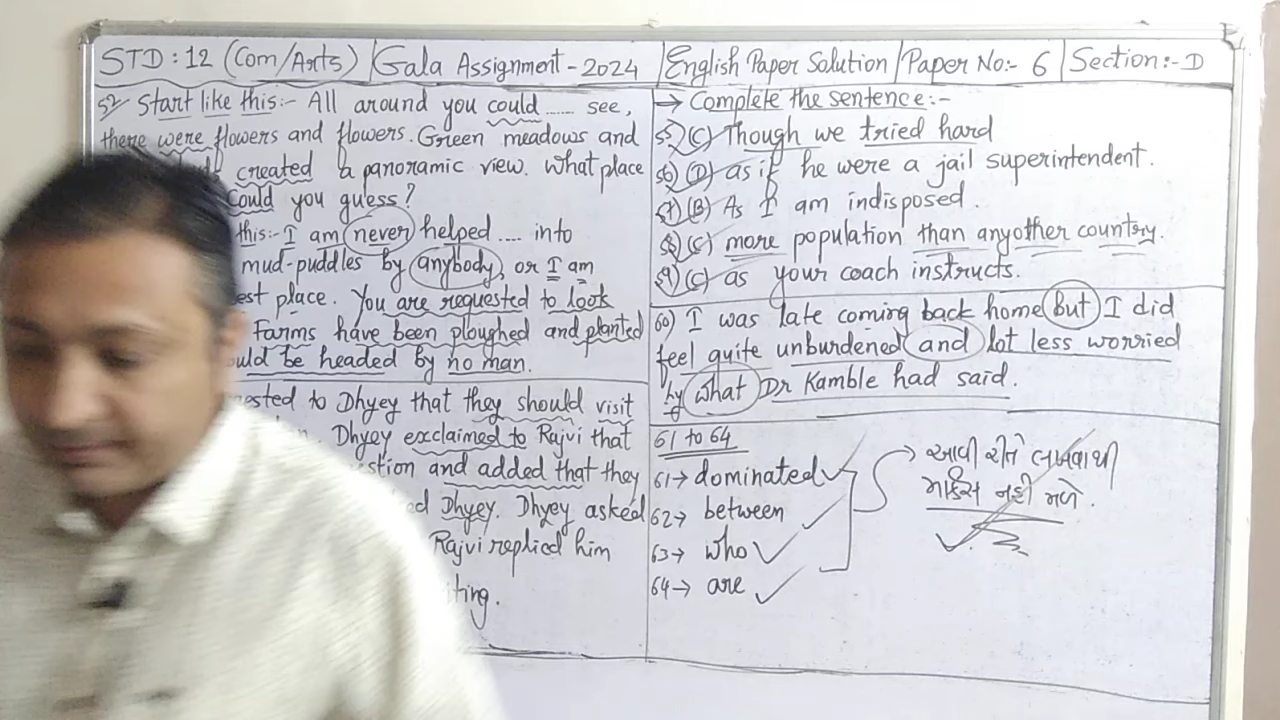 STD : 12 (Com/Arts) | Gala Assignment - 2024 | English Paper Solution | Paper No:- 6 | Section:- D
52 Start like this:- All around you could ........ see,
there were flowers and flowers. Green meadows and
created a panoramic view. What place
Could you guess?
this:- I am never helped .... into
mud-puddles by anybody, or I am
est place. You are requested to look
Farms have been ploughed and planted
ould be headed by no man.
ested to Dhyey that they should visit
Dhyey exclaimed to Rajvi that
stion and added that they
ed Dhyey. Dhyey asked
Rajvi replied him
iting.
→ Complete the sentence:-
55) (C) Though we tried hard
56) (D) as if he were a jail superintendent.
57) (B) As I am indisposed.
58) (C) more population than any other country.
59) (C) as your coach instructs.
60) I was late coming back home but I did
feel quite unburdened and lot less worried
by what Dr Kamble had said.
61 to 64
61→ dominated
62→ between
63→ who
64→ are
આવી રીતે લખવાથી
માર્કસ નહી મળે.